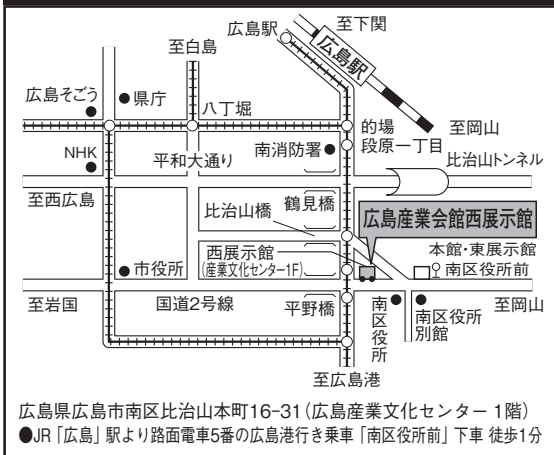 広島駅
至下関
至白島
広島駅
広島そごう
県庁
八丁堀
的場
段原一丁目
至岡山
NHK
平和大通り
南消防署
比治山トンネル
至西広島
比治山橋
鶴見橋
広島産業会館西展示館
西展示館
(産業文化センター1F)
本館・東展示館
南区役所前
市役所
至岩国
国道2号線
平野橋
南区役所
南区役所
別館
至岡山
至広島港
広島県広島市南区比治山本町16-31(広島産業文化センター 1階)
●JR「広島」駅より路面電車5番の広島港行き乗車「南区役所前」下車 徒歩1分